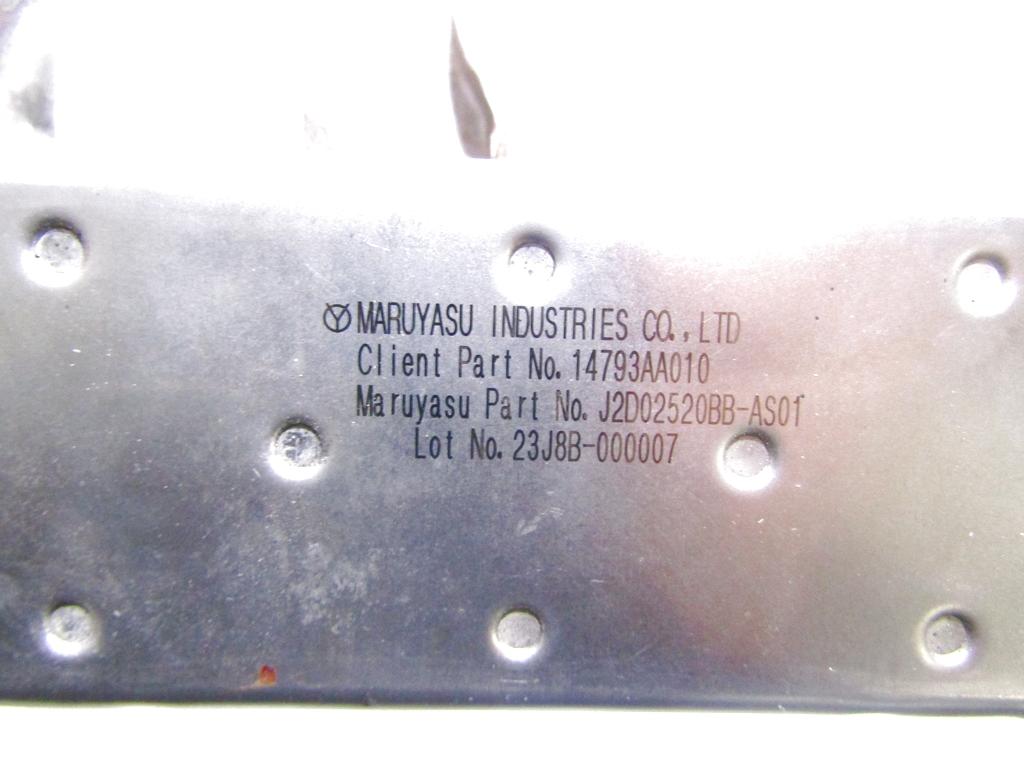 MARUYASU INDUSTRIES CO.,LTD
Client Part No.14793AA010
Maruyasu Part No.J2D02520BB-AS01
Lot No.23J8B-000007